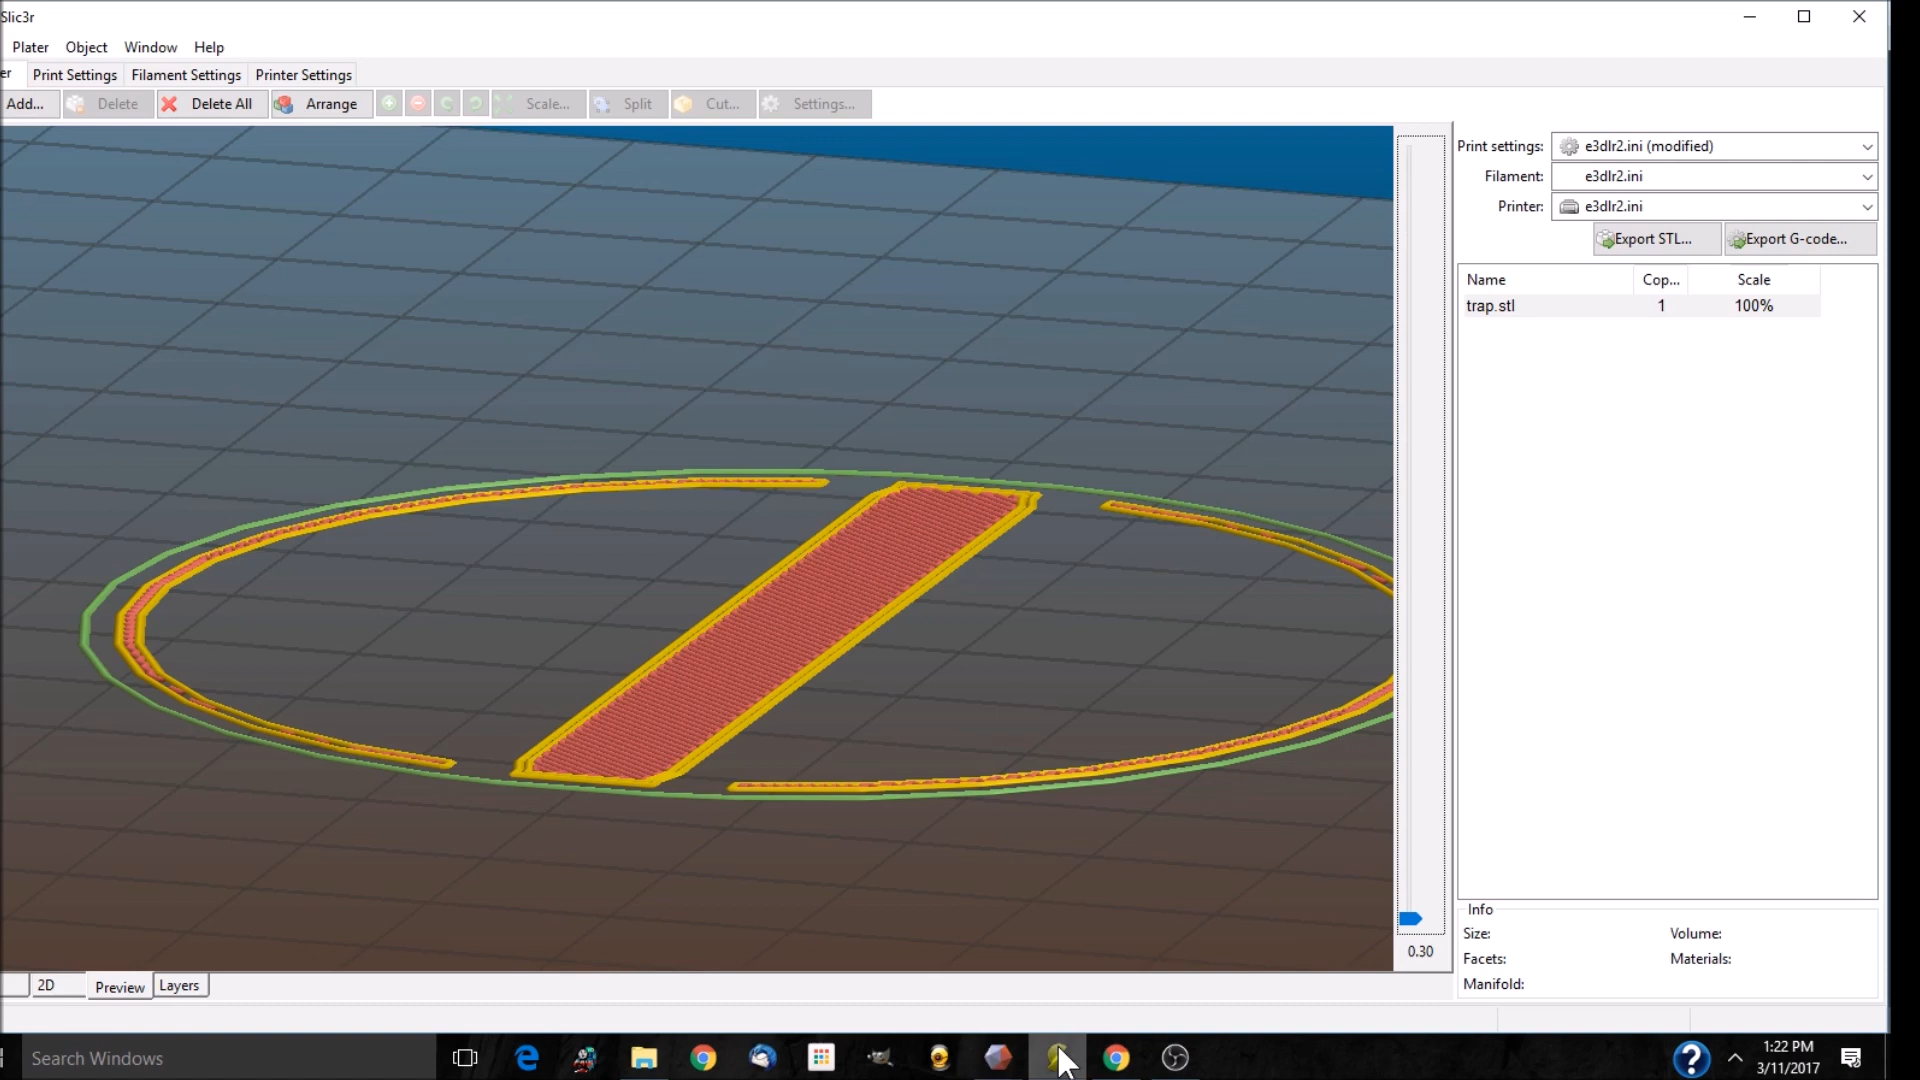 Slic3r
Plater Object Window Help
er Print Settings Filament Settings Printer Settings
Add... Delete Delete All Arrange Scale... Split Cut... Settings...
Print settings: e3dlr2.ini (modified)
Filament: e3dlr2.ini
Printer: e3dlr2.ini
Export STL... Export G-code...
Name Cop... Scale
trap.stl 1 100%
Info
Size: Volume:
Facets: Materials:
Manifold:
0.30
2D Preview Layers
Search Windows
1:22 PM
3/11/2017